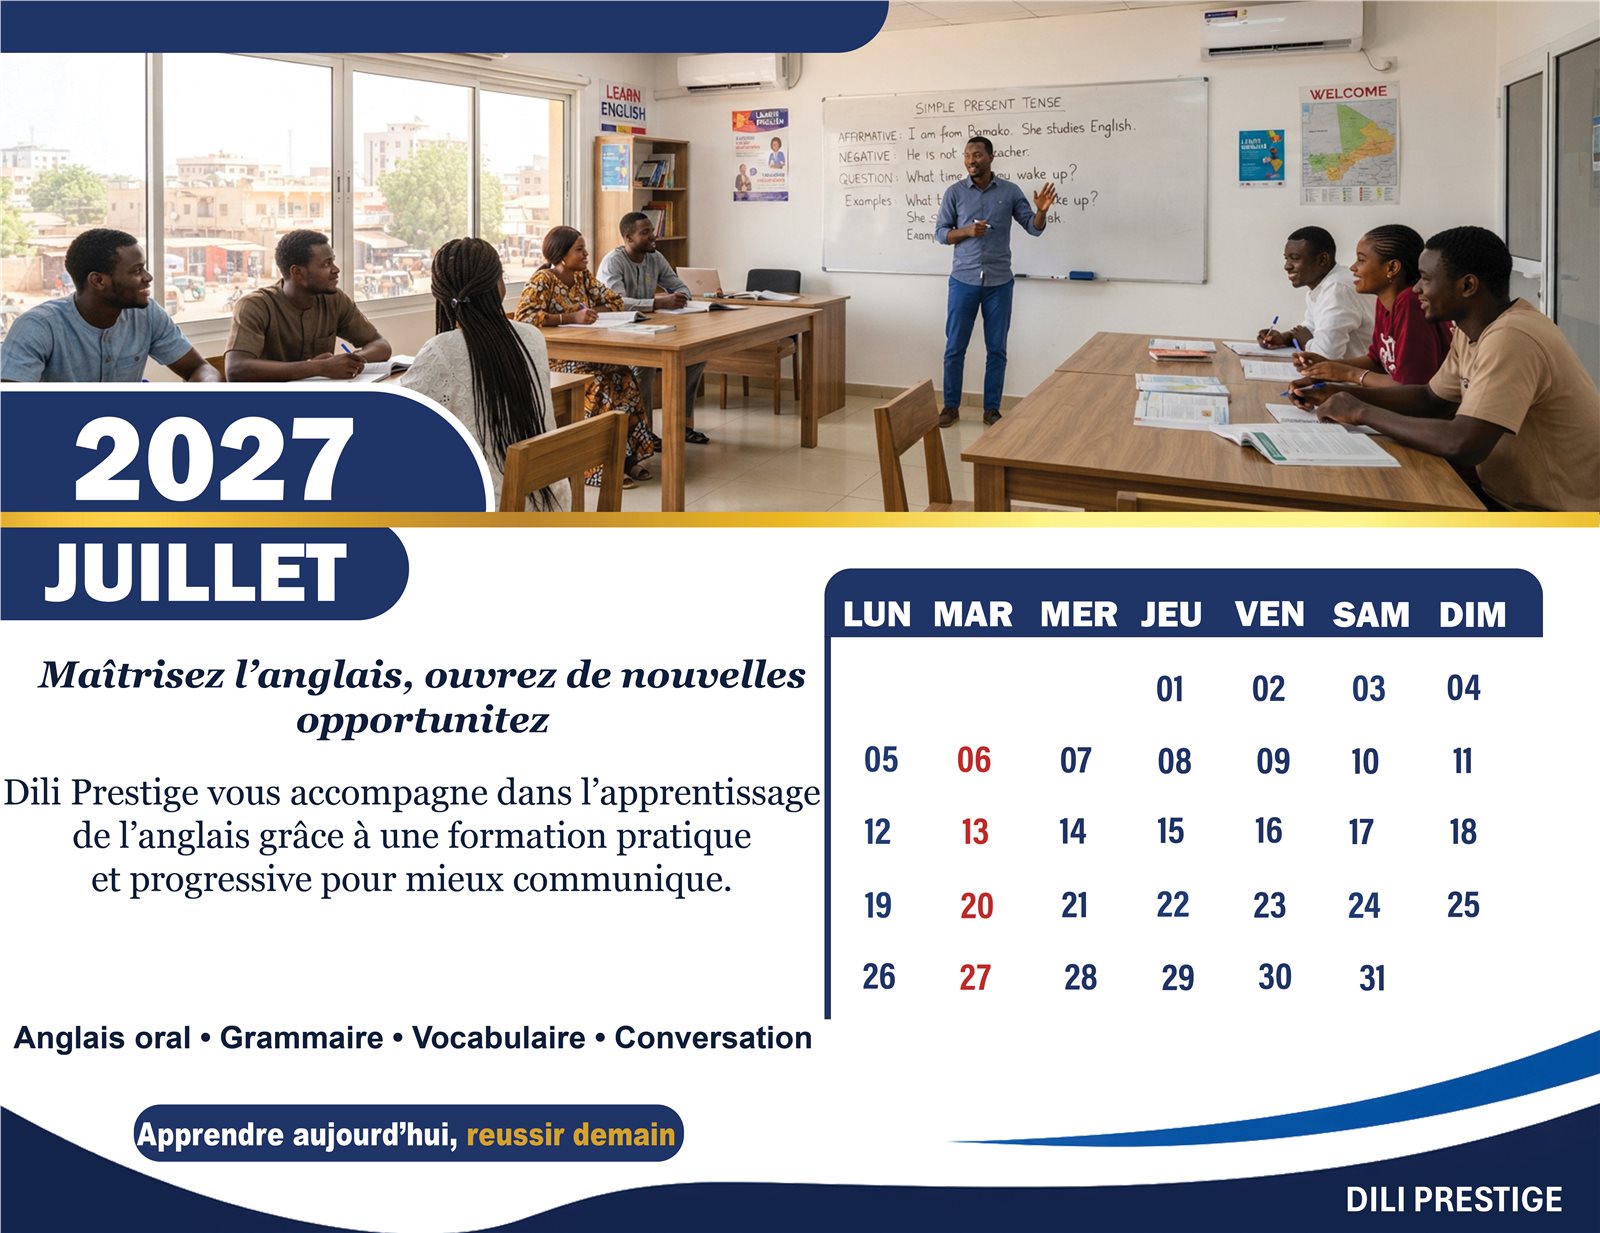 LEARN
ENGLISH
WELCOME
SIMPLE PRESENT TENSE
AFFIRMATIVE: I am from Bamako. She studies English.
NEGATIVE: He is not
QUESTION: What time you wake up?
Examples: What up?
She
2027
JUILLET
Maîtrisez l’anglais, ouvrez de nouvelles
opportunitez
Dili Prestige vous accompagne dans l’apprentissage
de l’anglais grâce à une formation pratique
et progressive pour mieux communique.
Anglais oral • Grammaire • Vocabulaire • Conversation
Apprendre aujourd’hui, reussir demain
LUN MAR MER JEU VEN SAM DIM
01 02 03 04
05 06 07 08 09 10 11
12 13 14 15 16 17 18
19 20 21 22 23 24 25
26 27 28 29 30 31
DILI PRESTIGE